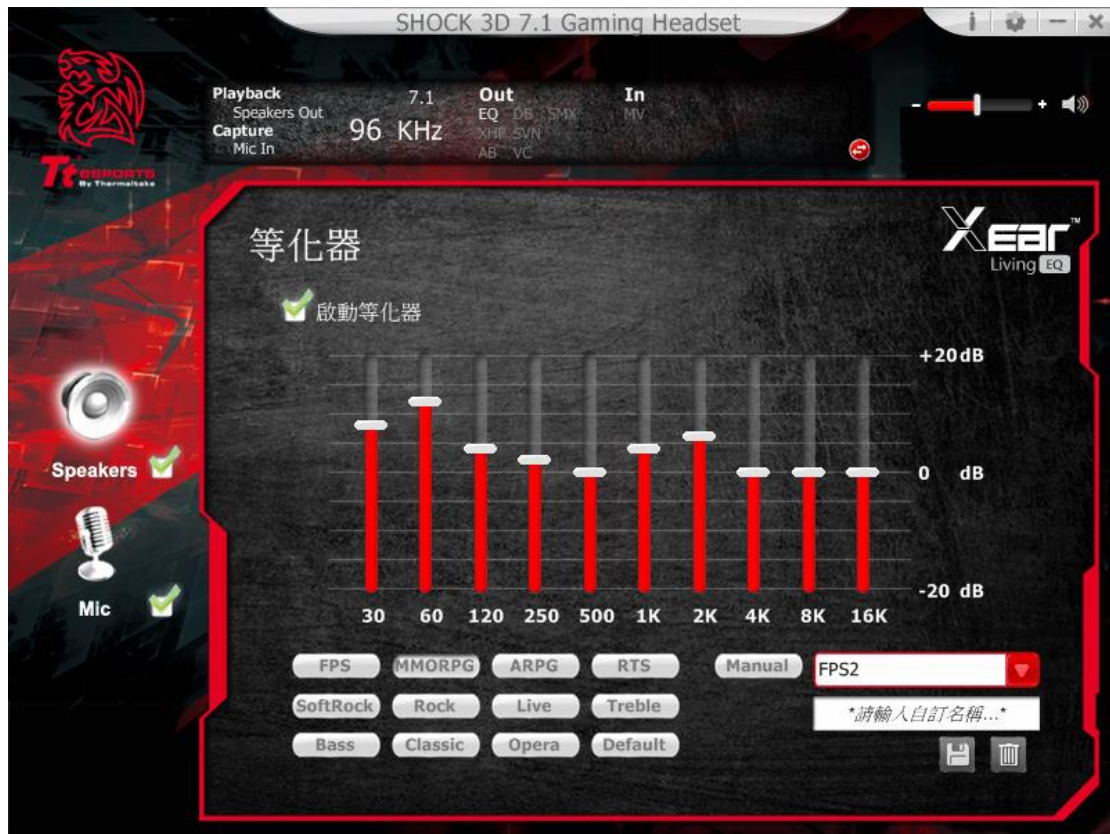 SHOCK 3D 7.1 Gaming Headset
i
Playback 7.1 Out In
Speakers Out EQ DB SMX MV
Capture 96 KHz XHP SVN
Mic In AB VC
- +
Tt eSPORTS
By Thermaltake
Xear™
Living EQ
等化器
啟動等化器
+20dB
0 dB
-20 dB
Speakers
Mic
30 60 120 250 500 1K 2K 4K 8K 16K
FPS MMORPG ARPG RTS Manual FPS2
SoftRock Rock Live Treble *請輸入自訂名稱...*
Bass Classic Opera Default